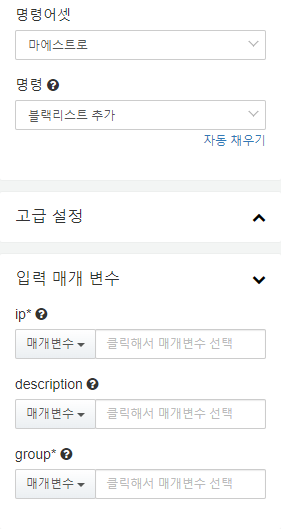 명령어셋
마에스트로
명령
블랙리스트 추가
자동 채우기
고급 설정
입력 매개 변수
ip*
매개변수 클릭해서 매개변수 선택
description
매개변수 클릭해서 매개변수 선택
group*
매개변수 클릭해서 매개변수 선택